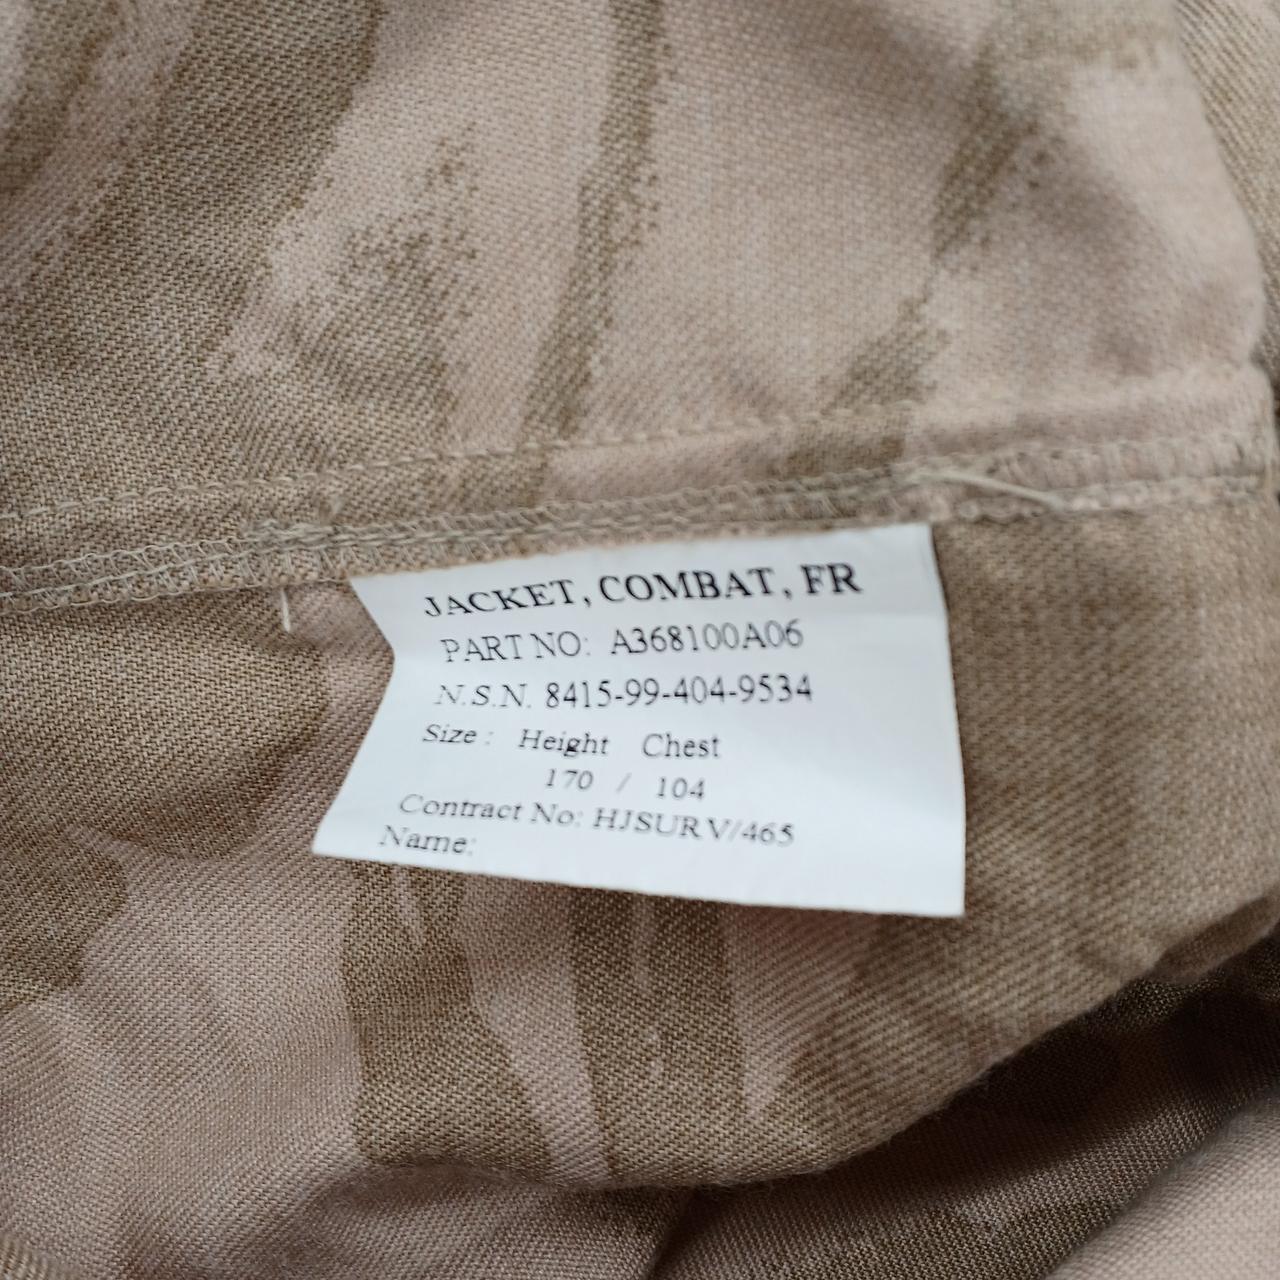 JACKET, COMBAT, FR
PART NO: A368100A06
N.S.N. 8415-99-404-9534
Size : Height Chest
170 / 104
Contract No: HJSURV/465
Name: